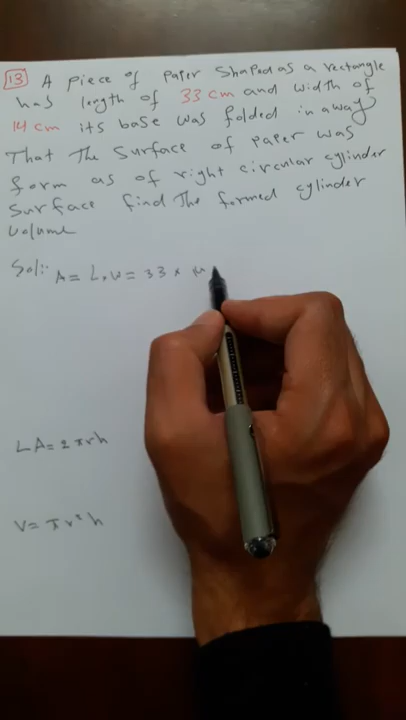 13 A piece of Paper Shaped as a rectangle
has length of 33 cm and width of
14 cm its base was folded in away
That The Surface of Paper was
form as of right circular cylinder
Surface find The formed cylinder
Volume
Sol:- A = L.W = 33 ×
LA = 2πrh
V = πr²h